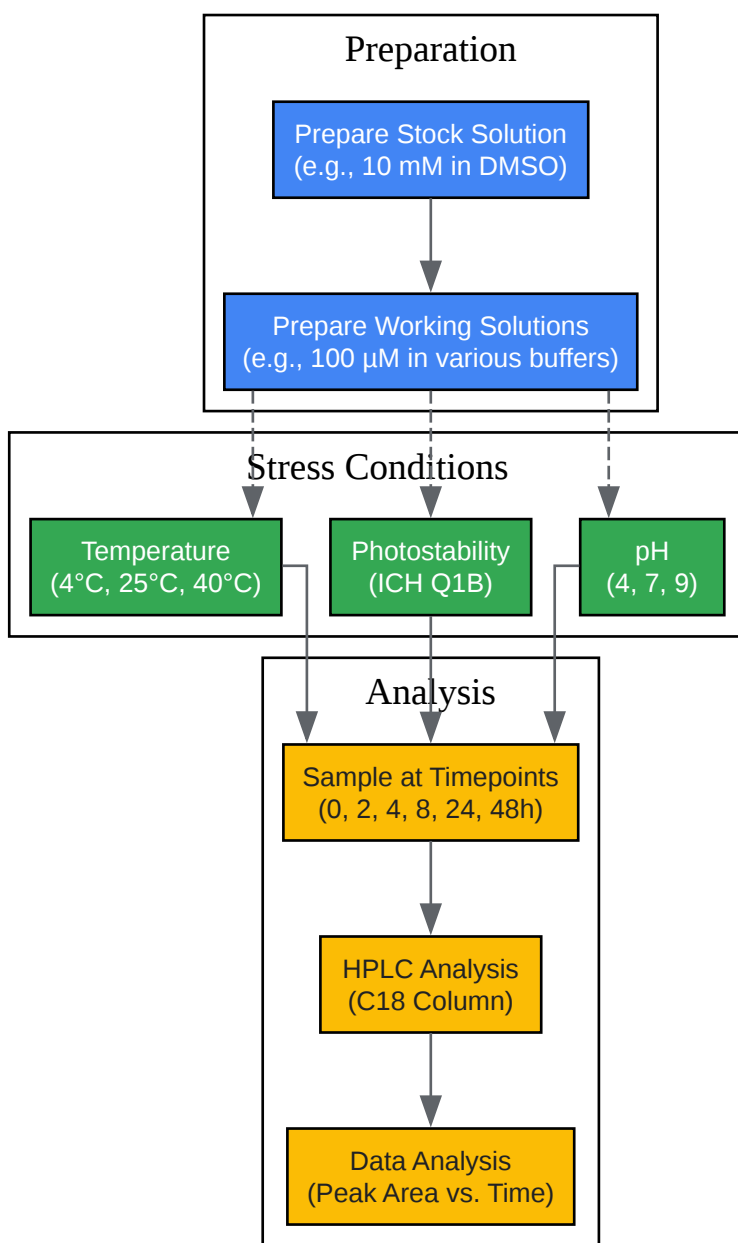 Preparation
Prepare Stock Solution
(e.g., 10 mM in DMSO)
Prepare Working Solutions
(e.g., 100 µM in various buffers)
Stress Conditions
Temperature
(4°C, 25°C, 40°C)
Photostability
(ICH Q1B)
pH
(4, 7, 9)
Analysis
Sample at Timepoints
(0, 2, 4, 8, 24, 48h)
HPLC Analysis
(C18 Column)
Data Analysis
(Peak Area vs. Time)